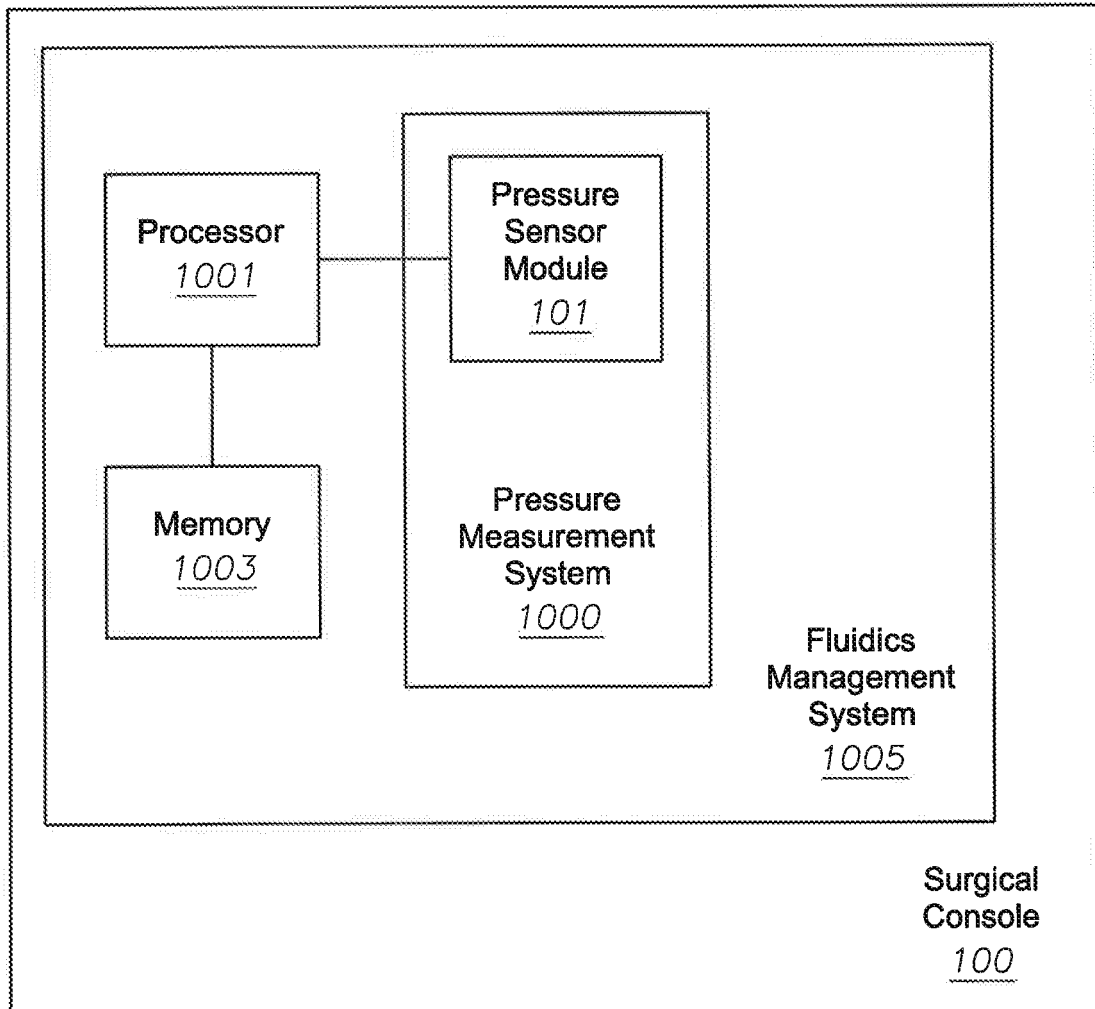 Processor
1001
Pressure
Sensor
Module
101
Memory
1003
Pressure
Measurement
System
1000
Fluidics
Management
System
1005
Surgical
Console
100